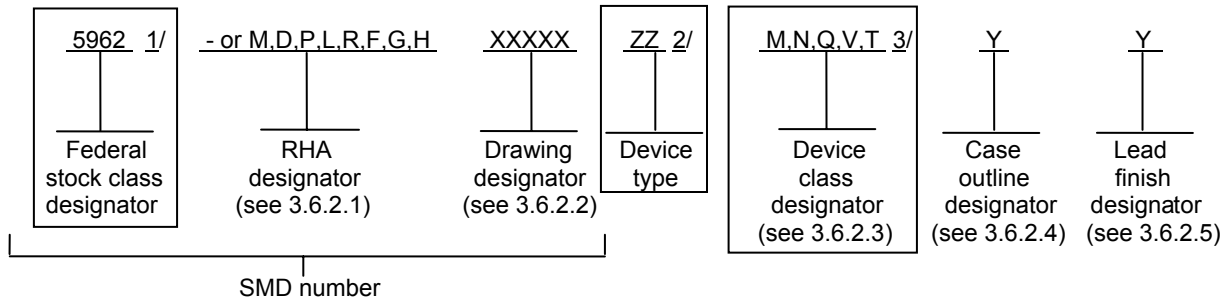 5962 1/ - or M,D,P,L,R,F,G,H XXXXX ZZ 2/ M,N,Q,V,T 3/ Y Y
Federal RHA Drawing Device Device Case Lead
stock class designator designator type class outline finish
designator (see 3.6.2.1) (see 3.6.2.2) designator designator designator
(see 3.6.2.3) (see 3.6.2.4) (see 3.6.2.5)
SMD number